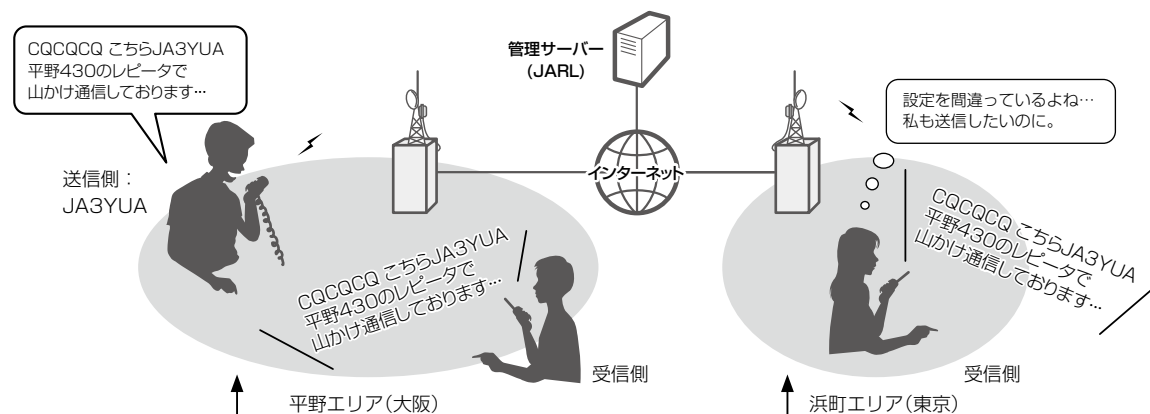 CQCQCQ こちらJA3YUA
平野430のレピータで
山かけ通信しております…
管理サーバー
(JARL)
設定を間違っているよね…
私も送信したいのに。
送信側：
JA3YUA
インターネット
CQCQCQ こちらJA3YUA
平野430のレピータで
山かけ通信しております…
CQCQCQ こちらJA3YUA
平野430のレピータで
山かけ通信しております…
受信側
受信側
平野エリア（大阪）
浜町エリア（東京）